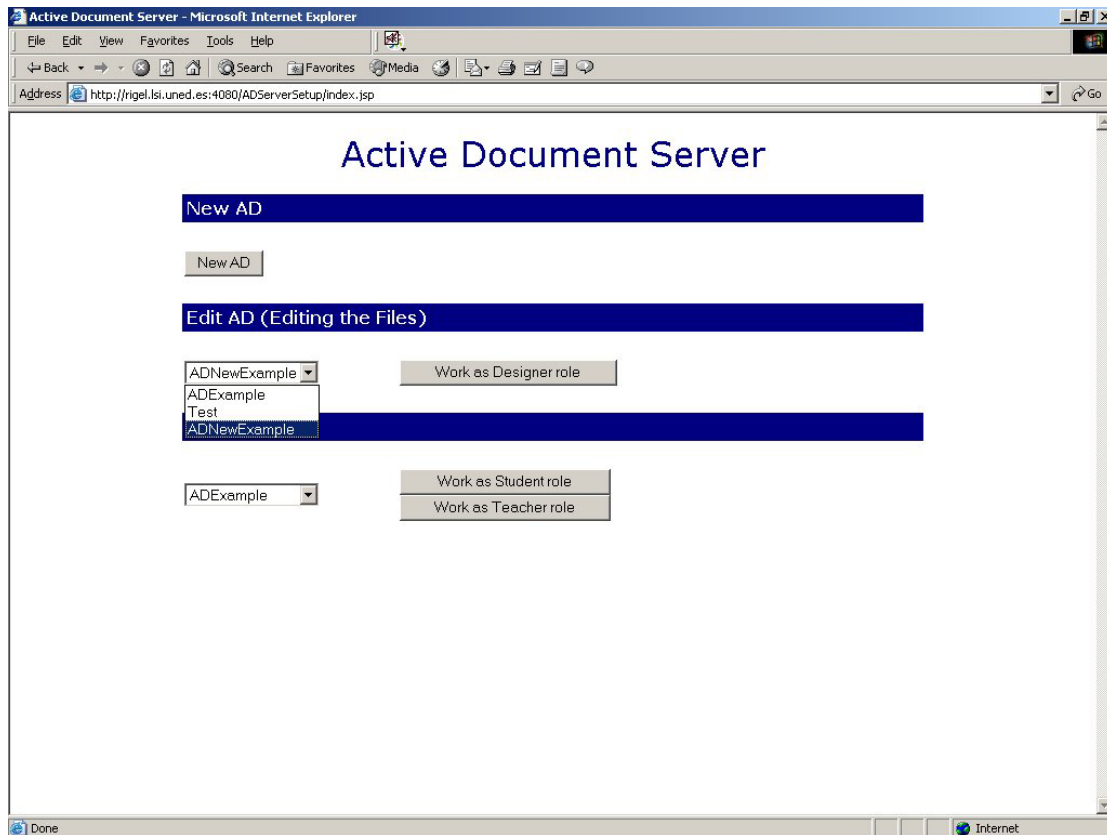 Active Document Server - Microsoft Internet Explorer
File Edit View Favorites Tools Help
Back Search Favorites Media
Address http://rigel.lsi.uned.es:4080/ADServerSetup/index.jsp Go
Active Document Server
New AD
New AD
Edit AD (Editing the Files)
ADNewExample Work as Designer role
ADExample
Test
ADNewExample
ADExample
Work as Student role
Work as Teacher role
Done Internet